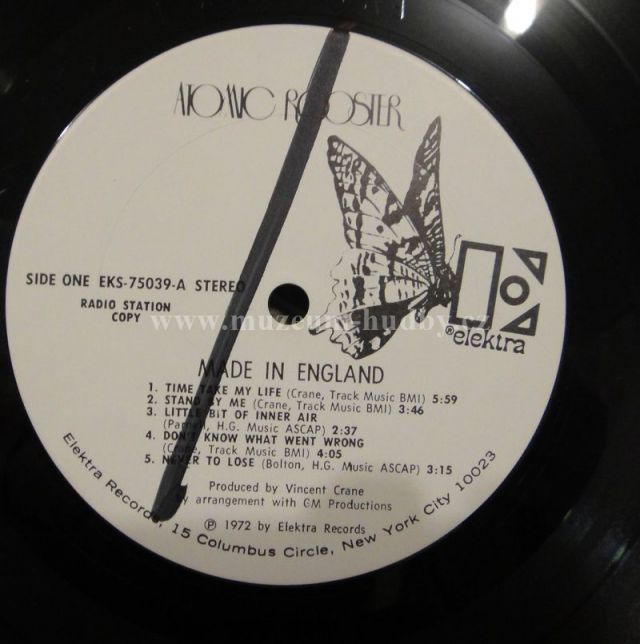 ATOMIC ROOSTER
SIDE ONE EKS-75039-A STEREO
RADIO STATION
COPY
www.muzeum-hudby.cz
® elektra
MADE IN ENGLAND
1. TIME TAKE MY LIFE (Crane, Track Music BMI) 5:59
2. STAND BY ME (Crane, Track Music BMI) 3:46
3. LITTLE BIT OF INNER AIR
(Parnell, H.G. Music ASCAP) 2:37
4. DON'T KNOW WHAT WENT WRONG
(Crane, Track Music BMI) 4:05
5. NEVER TO LOSE (Bolton, H.G. Music ASCAP) 3:15
Produced by Vincent Crane
by arrangement with GM Productions
℗ 1972 by Elektra Records
Elektra Records, 15 Columbus Circle, New York City 10023